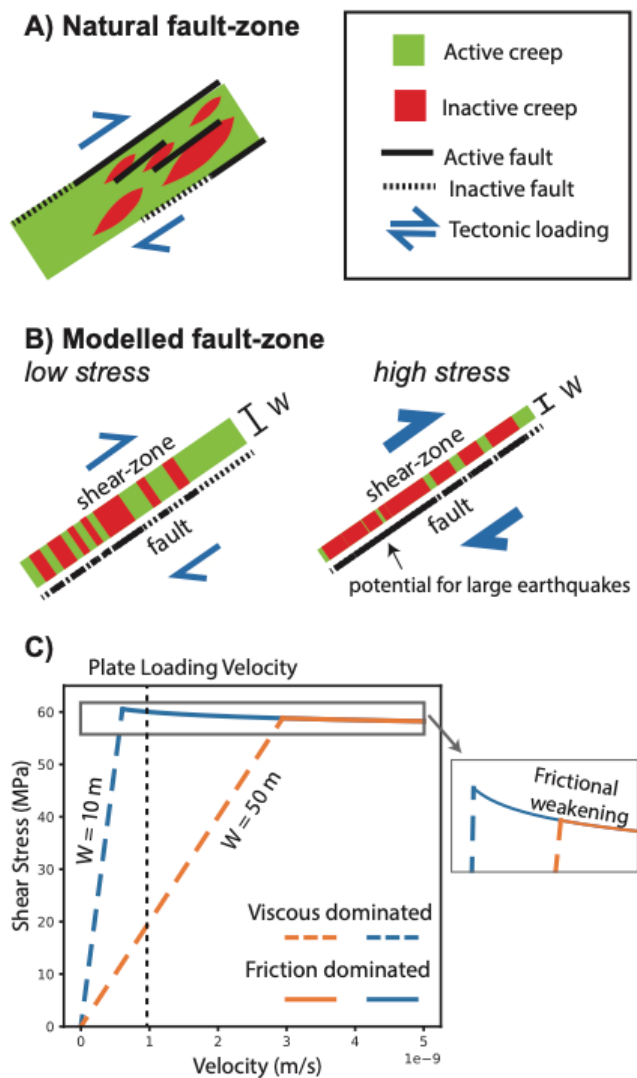 A) Natural fault-zone
Active creep
Inactive creep
Active fault
Inactive fault
Tectonic loading
B) Modelled fault-zone
low stress
high stress
W
shear-zone
fault
W
shear-zone
fault
potential for large earthquakes
C)
Plate Loading Velocity
Shear Stress (MPa)
60
50
40
30
20
10
0
W = 10 m
W = 50 m
Viscous dominated
Friction dominated
0
1
2
3
4
5
1e-9
Velocity (m/s)
Frictional
weakening